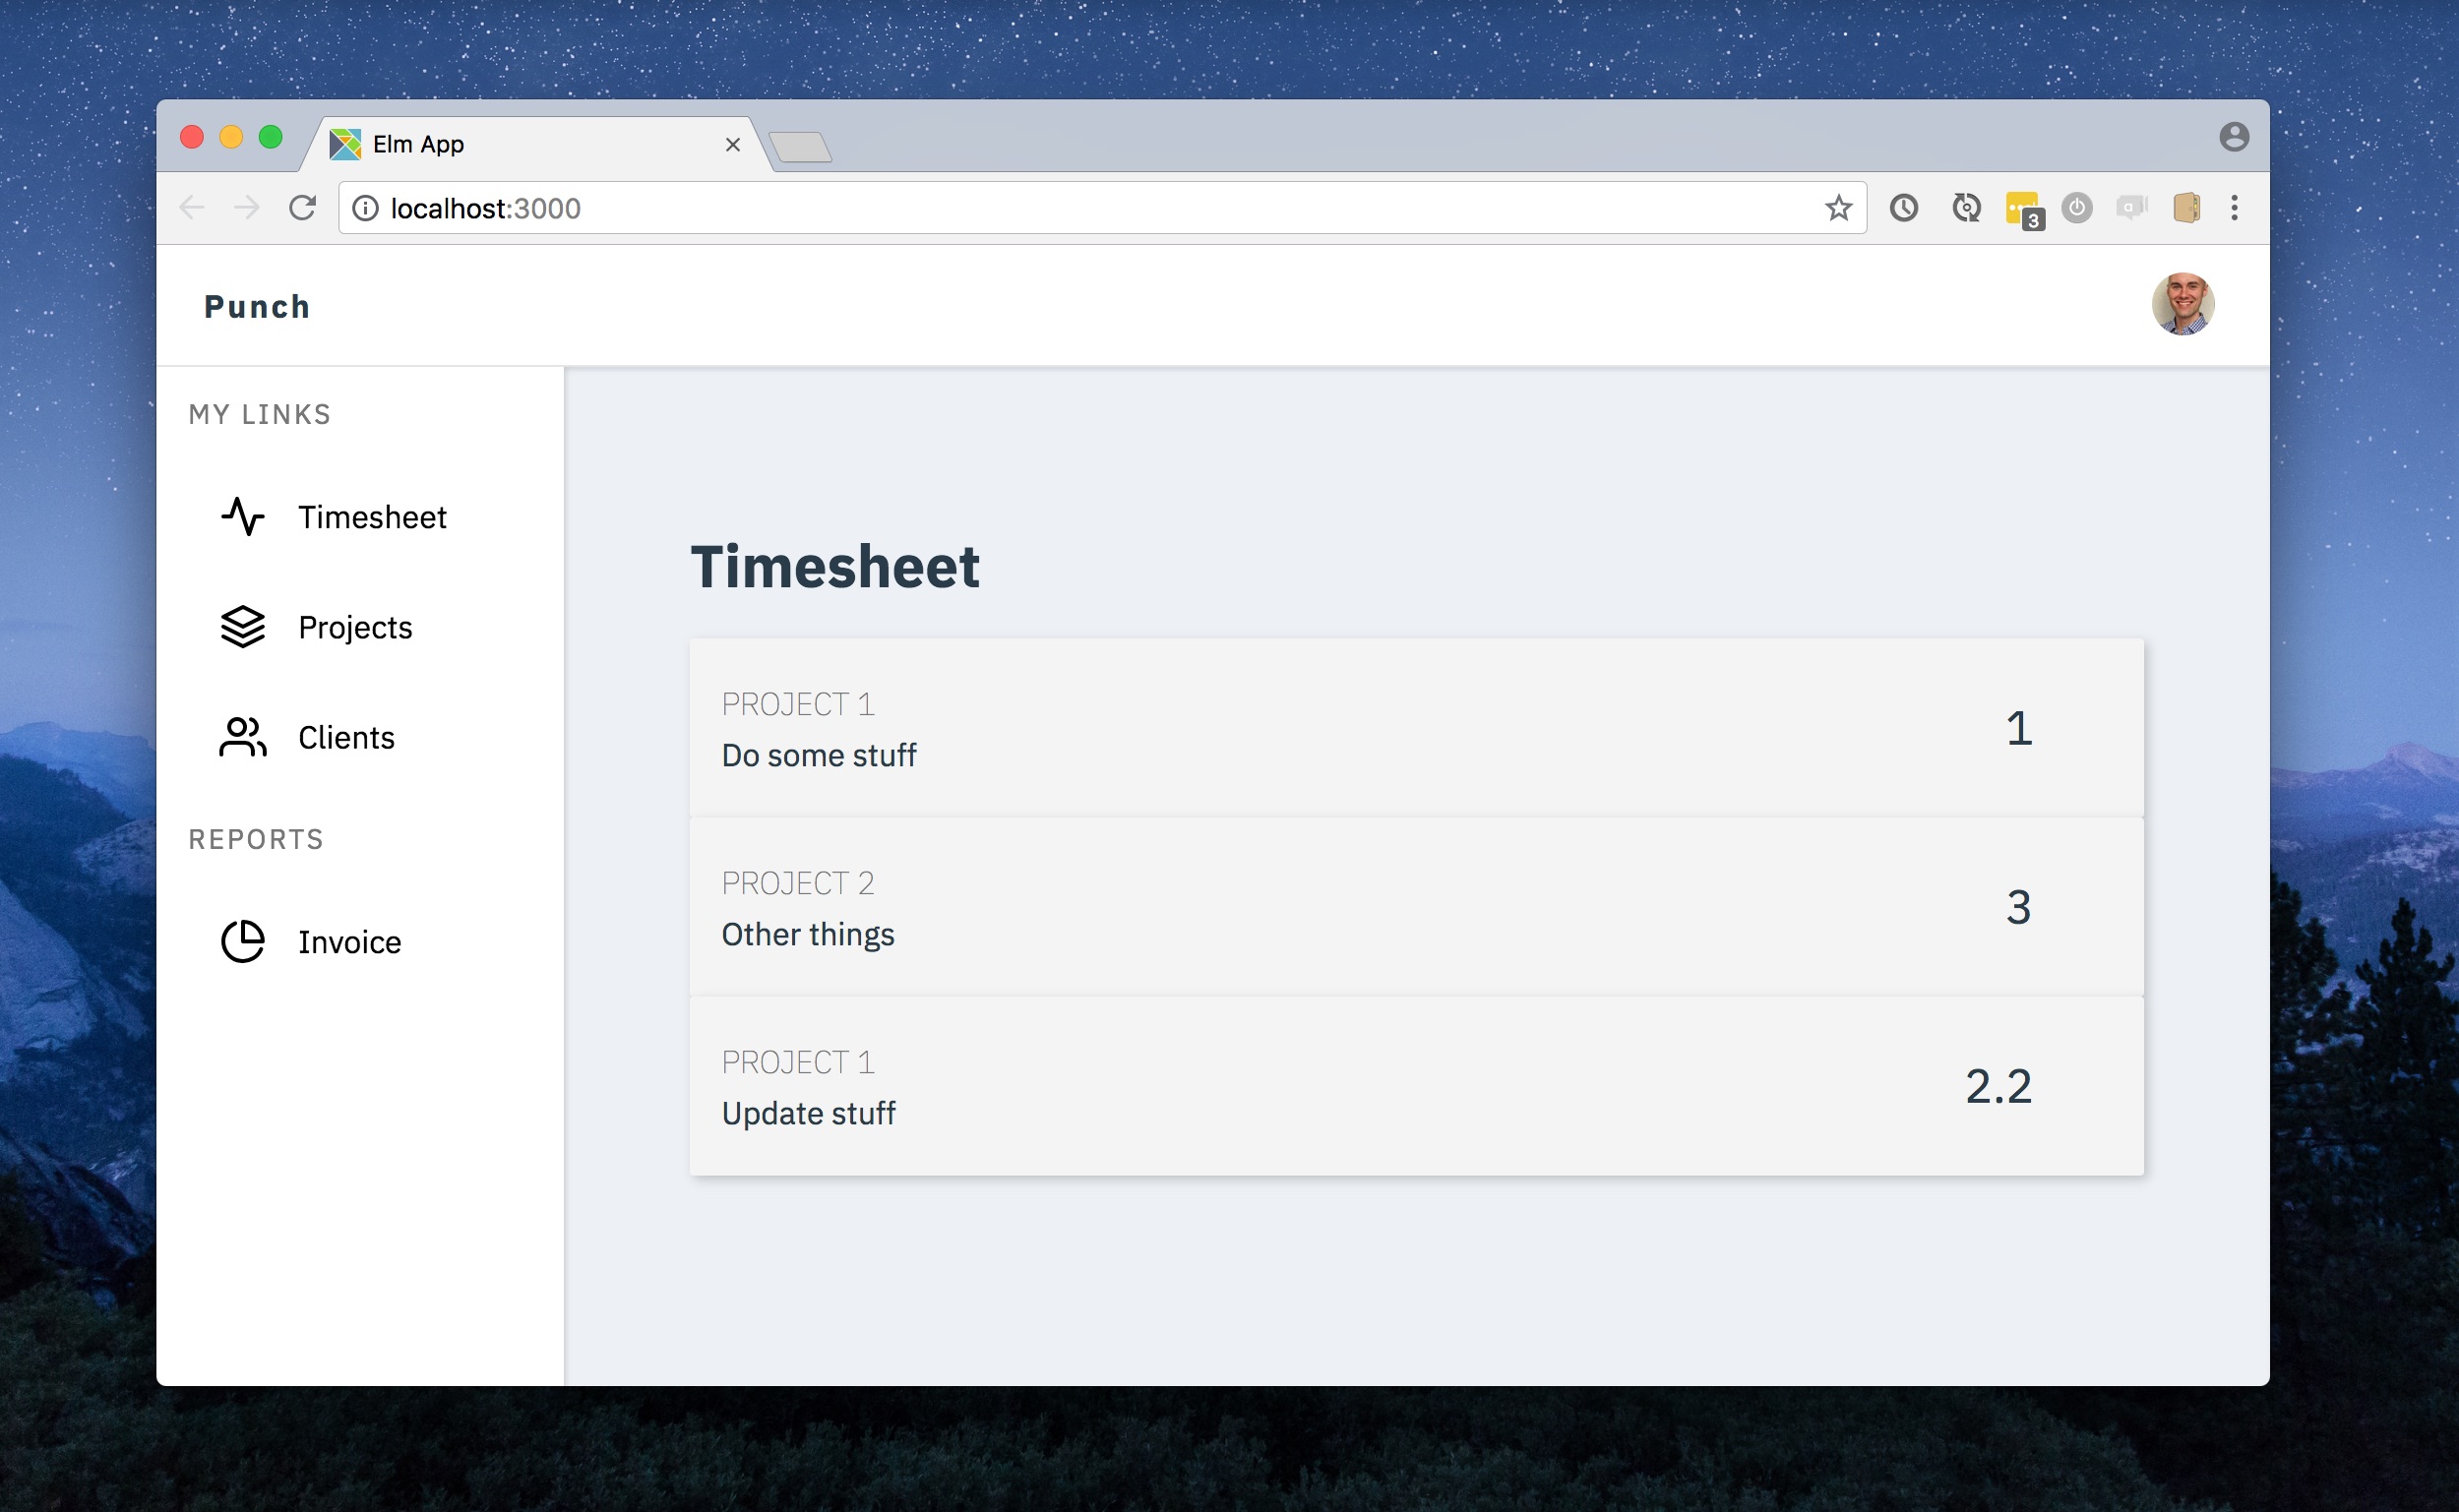 Elm App
localhost:3000
3
Punch
MY LINKS
Timesheet
Projects
Clients
REPORTS
Invoice
Timesheet
PROJECT 1
Do some stuff
1
PROJECT 2
Other things
3
PROJECT 1
Update stuff
2.2